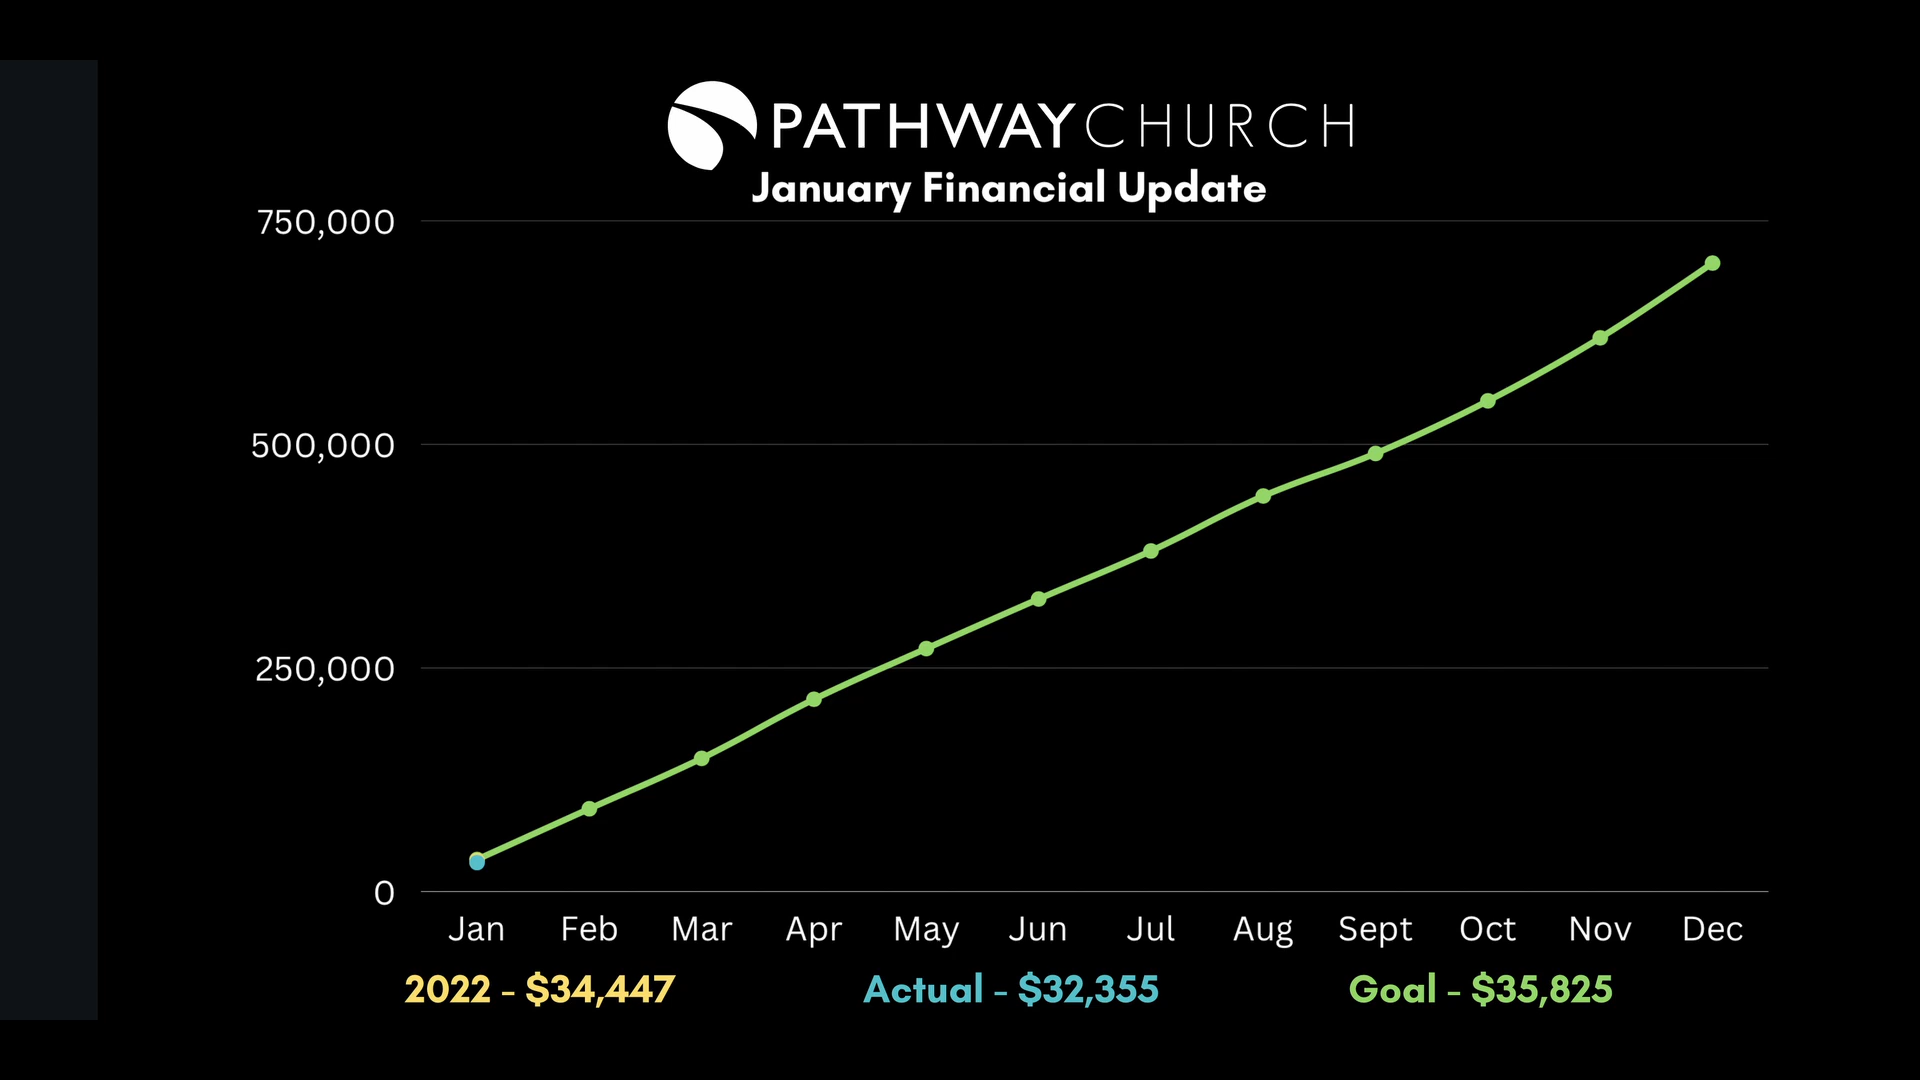 PATHWAYCHURCH
January Financial Update
750,000
500,000
250,000
0
Jan Feb Mar Apr May Jun Jul Aug Sept Oct Nov Dec
2022 - $34,447 Actual - $32,355 Goal - $35,825